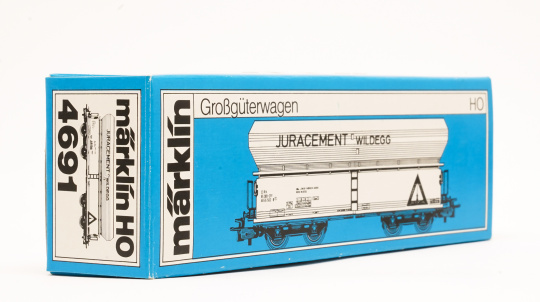 4691
JURACEMENT WILDEGG
märklin HO
märklin
Großgüterwagen
HO
JURACEMENT WILDEGG